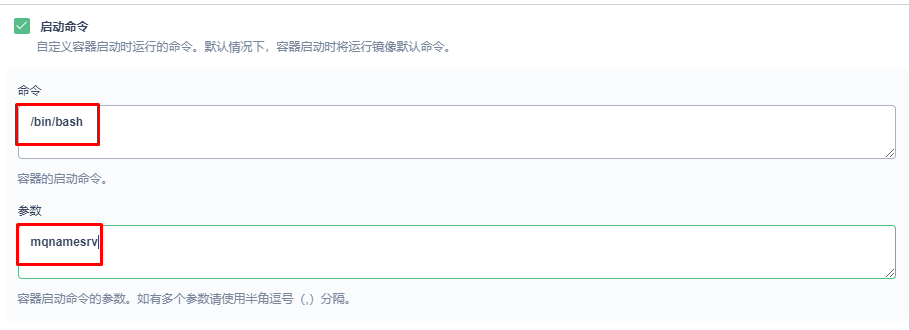 启动命令
自定义容器启动时运行的命令。默认情况下，容器启动时将运行镜像默认命令。
命令
/bin/bash
容器的启动命令。
参数
mqnamesrv
容器启动命令的参数。如有多个参数请使用半角逗号（,）分隔。